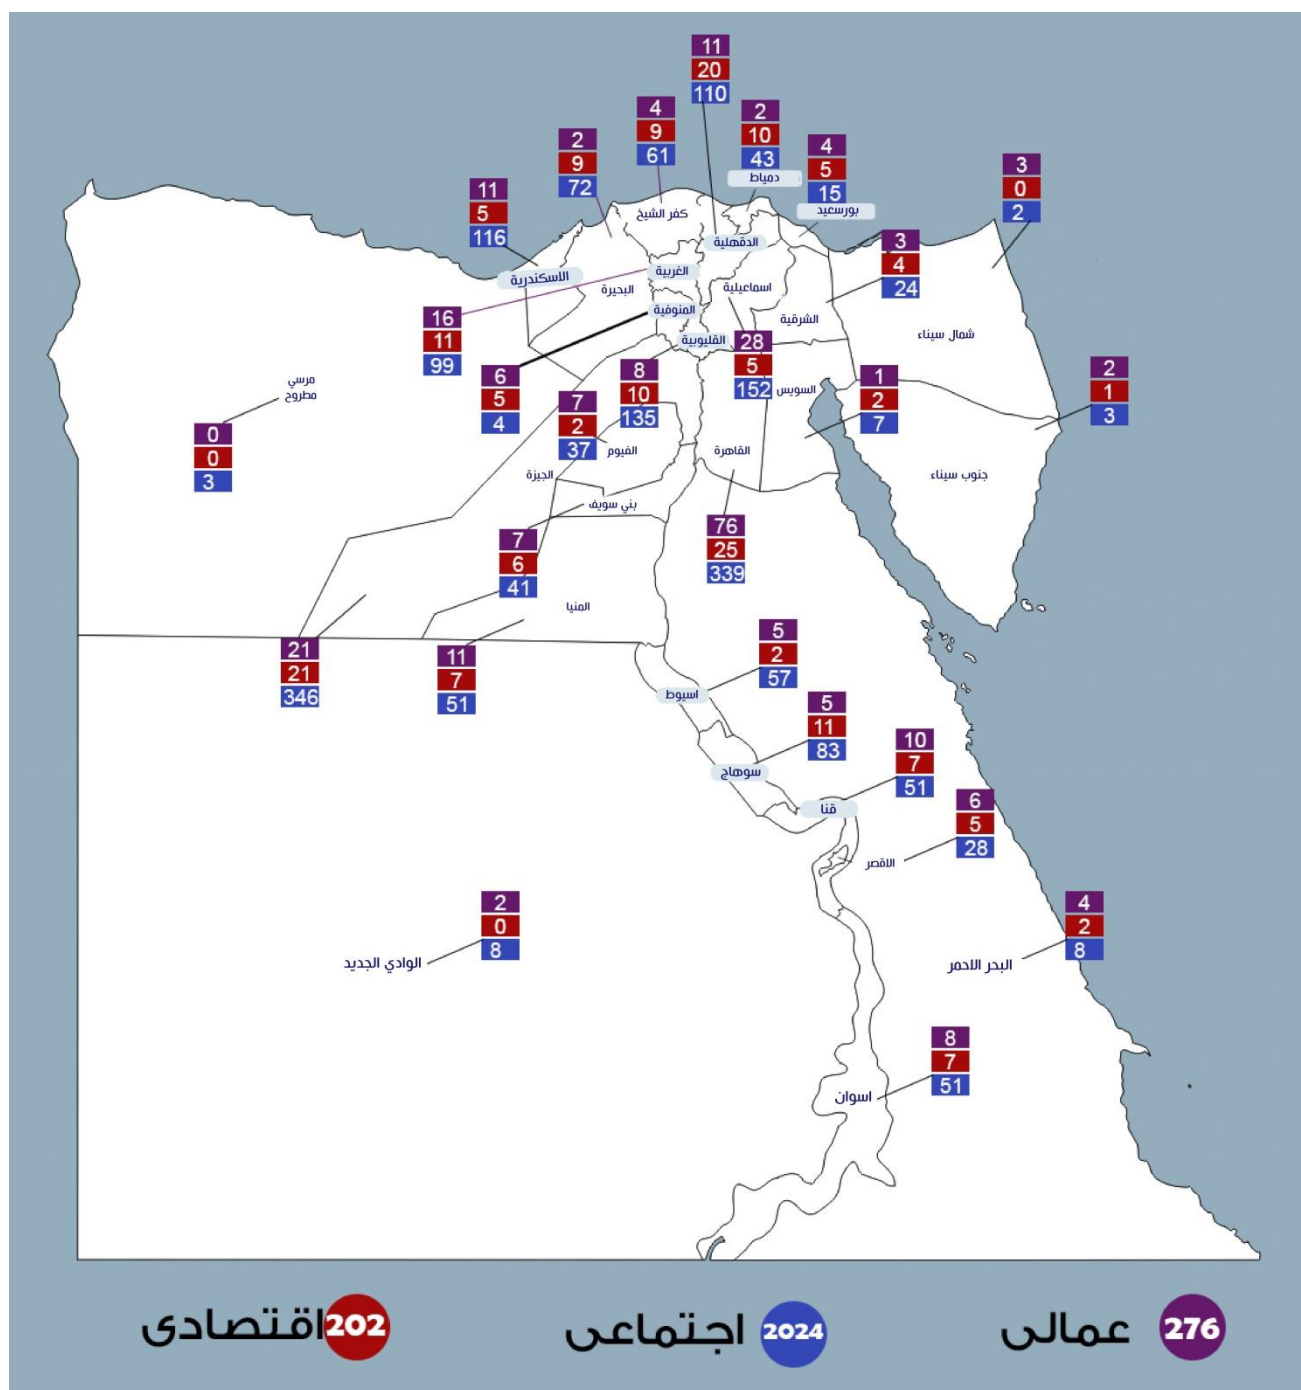 11
20
110
4
9
61
2
10
43
2
9
72
4
5
15
3
0
2
11
5
116
دمياط
بورسعيد
كفر الشيخ
الدقهلية
3
4
24
الاسكندرية
الغربية
البحيرة
اسماعيلية
المنوفية
الشرقية
شمال سيناء
16
11
99
القليوبية
28
5
152
السويس
6
5
4
8
10
135
1
2
7
2
1
3
مرسي
مطروح
0
0
3
7
2
37
الفيوم
القاهرة
الجيزة
جنوب سيناء
بني سويف
7
6
41
76
25
339
المنيا
21
21
346
11
7
51
5
2
57
اسيوط
5
11
83
سوهاج
10
7
51
قنا
6
5
28
الاقصر
2
0
8
الوادي الجديد
4
2
8
البحر الاحمر
8
7
51
اسوان
276 عمالى
2024 اجتماعى
202 اقتصادى